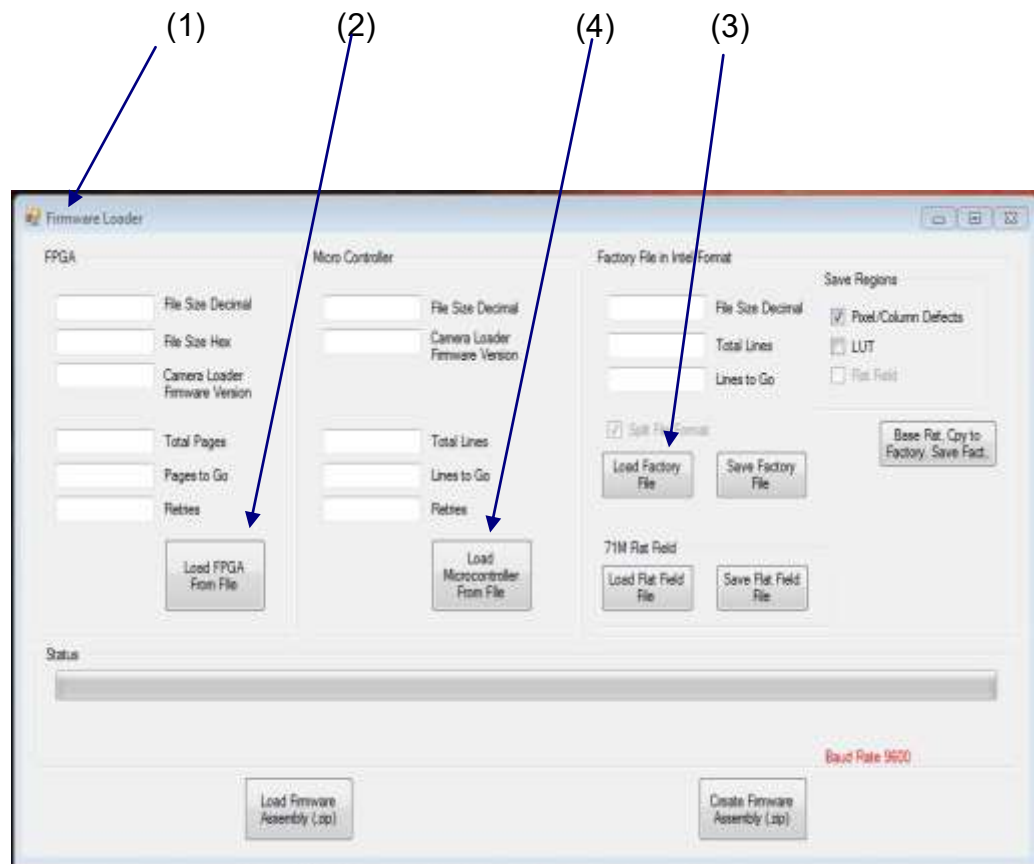 (1) (2) (4) (3)
Firmware Loader
FPGA
File Size Decimal
File Size Hex
Camera Loader
Firmware Version
Total Pages
Pages to Go
Retries
Load FPGA
From File
Micro Controller
File Size Decimal
Camera Loader
Firmware Version
Total Lines
Lines to Go
Retries
Load
Microcontroller
From File
Factory File in Intel Format
File Size Decimal
Total Lines
Lines to Go
Split File Format
Load Factory
File
Save Factory
File
Save Regions
Pixel/Column Defects
LUT
Flat Field
Base Rst, Cpy to
Factory, Save Fact.
71M Flat Field
Load Flat Field
File
Save Flat Field
File
Status
Baud Rate 9600
Load Firmware
Assembly (.zip)
Create Firmware
Assembly (.zip)